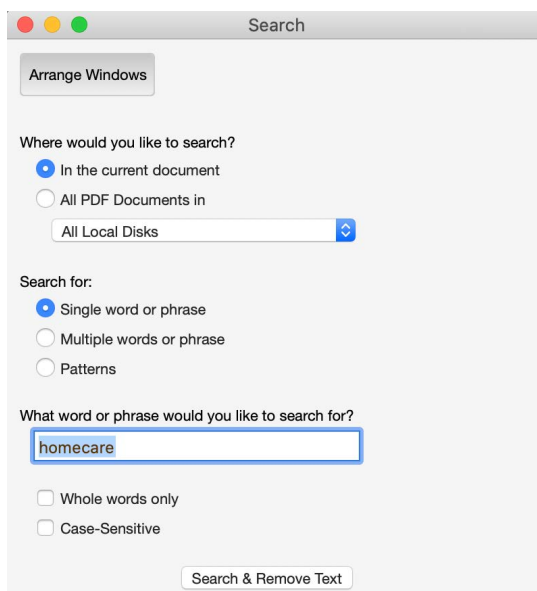 Search
Arrange Windows
Where would you like to search?
In the current document
All PDF Documents in
All Local Disks
Search for:
Single word or phrase
Multiple words or phrase
Patterns
What word or phrase would you like to search for?
homecare
Whole words only
Case-Sensitive
Search & Remove Text